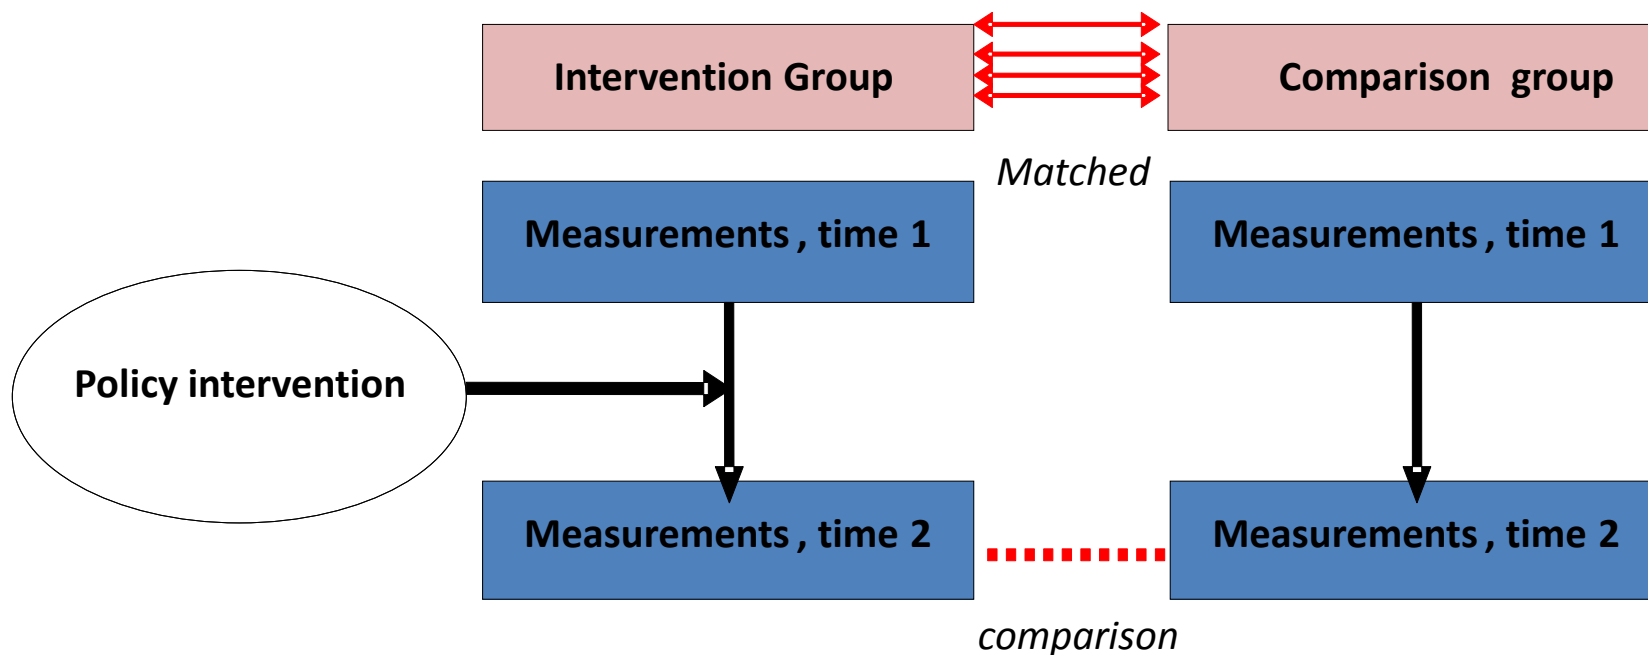 Intervention Group
Comparison group
Matched
Measurements , time 1
Measurements , time 1
Policy intervention
Measurements , time 2
Measurements , time 2
comparison